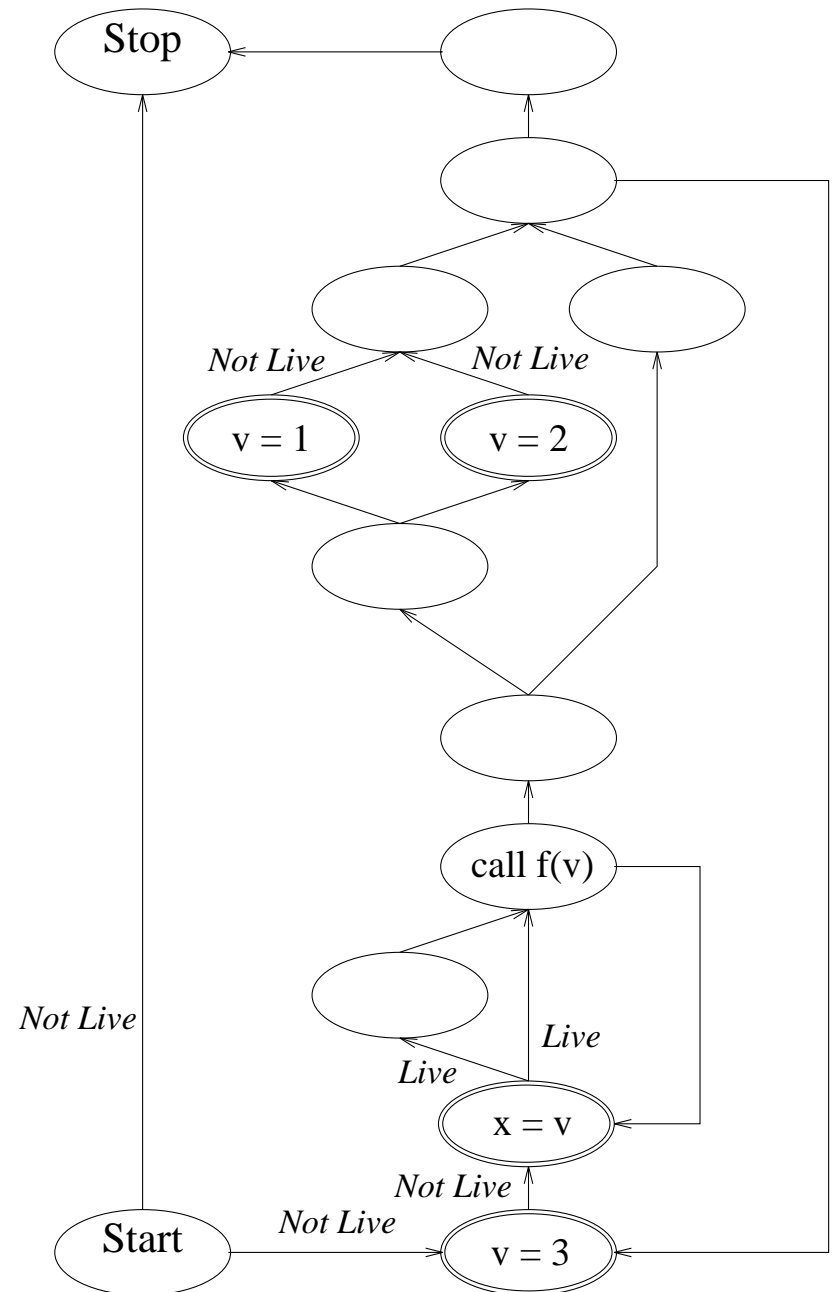 Stop
Not Live
Not Live
v = 1
v = 2
call f(v)
Not Live
Live
Live
x = v
Not Live
Not Live
Start
v = 3